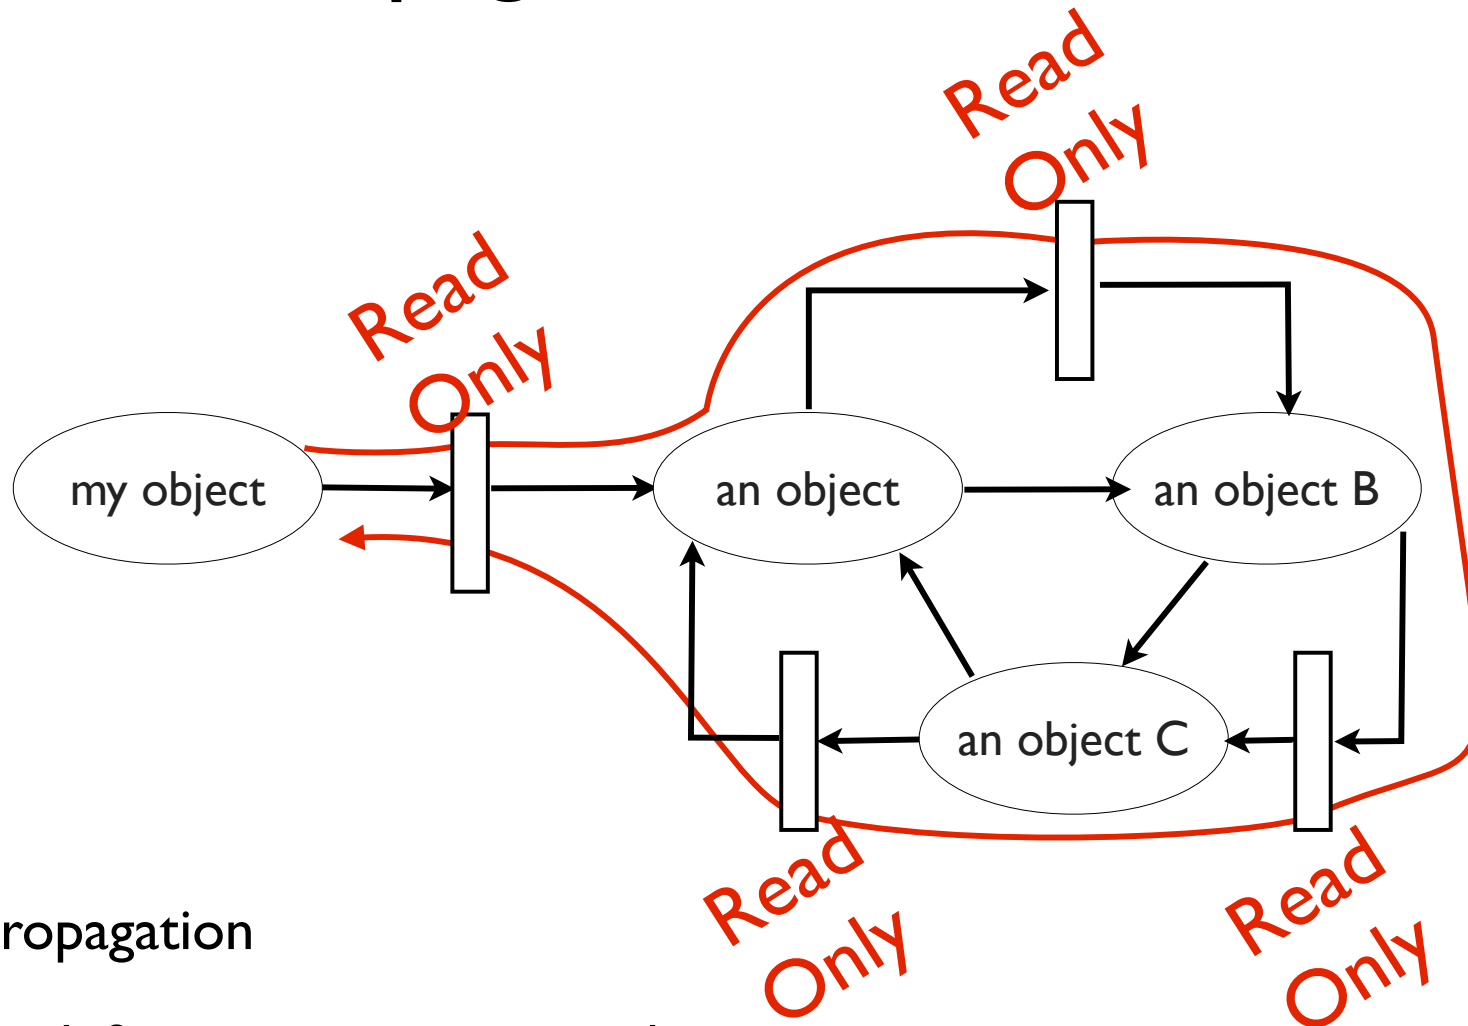 Read
Only
Read
Only
my object
an object
an object B
an object C
Read
Only
Read
Only
ropagation